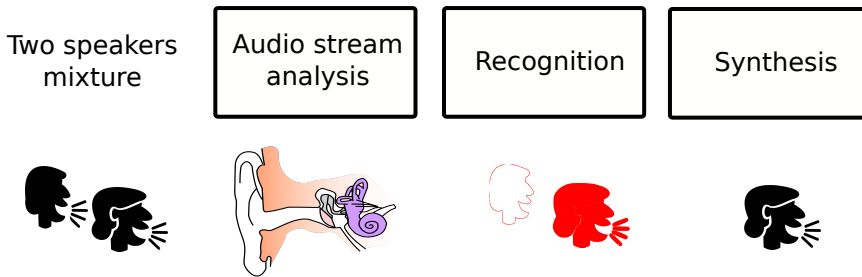 Two speakers
mixture
Audio stream
analysis
Recognition
Synthesis